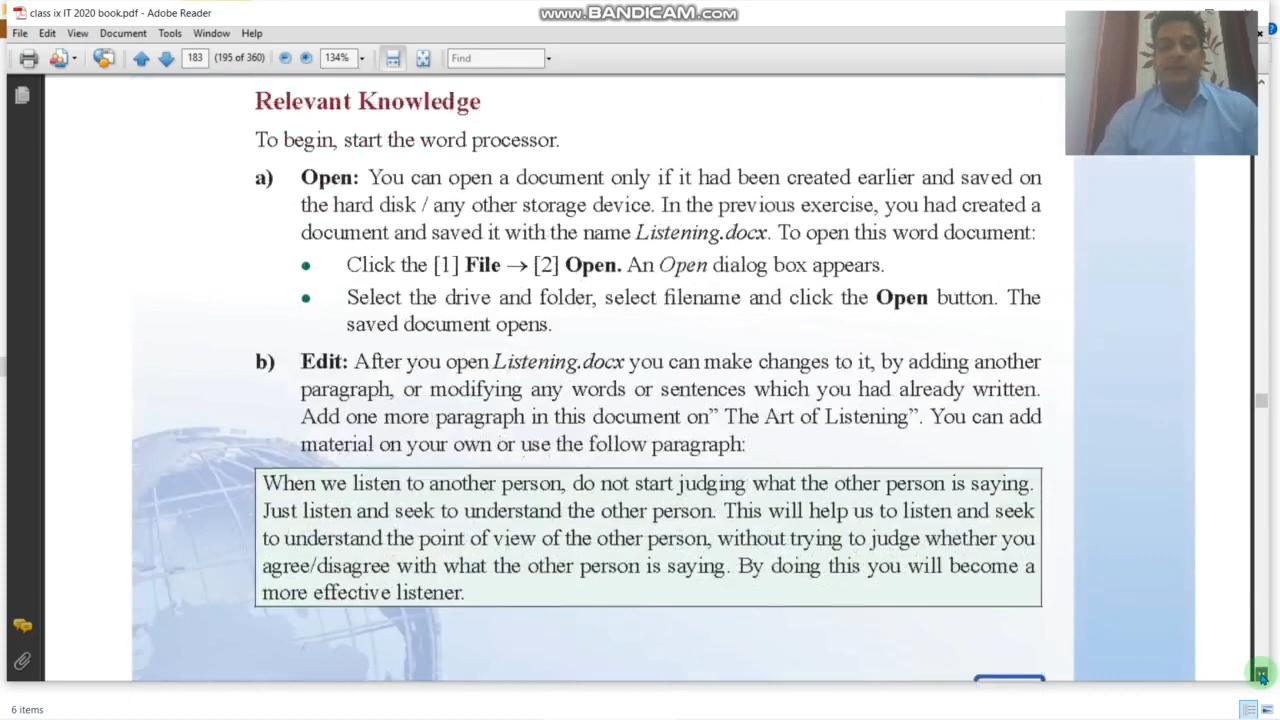 class ix IT 2020 book.pdf - Adobe Reader
www.BANDICAM.com
File Edit View Document Tools Window Help
183 (195 of 360) 134% Find
Relevant Knowledge
To begin, start the word processor.
a) Open: You can open a document only if it had been created earlier and saved on
the hard disk / any other storage device. In the previous exercise, you had created a
document and saved it with the name Listening.docx. To open this word document:
• Click the [1] File → [2] Open. An Open dialog box appears.
• Select the drive and folder, select filename and click the Open button. The
saved document opens.
b) Edit: After you open Listening.docx you can make changes to it, by adding another
paragraph, or modifying any words or sentences which you had already written.
Add one more paragraph in this document on” The Art of Listening”. You can add
material on your own or use the follow paragraph:
When we listen to another person, do not start judging what the other person is saying.
Just listen and seek to understand the other person. This will help us to listen and seek
to understand the point of view of the other person, without trying to judge whether you
agree/disagree with what the other person is saying. By doing this you will become a
more effective listener.
6 items